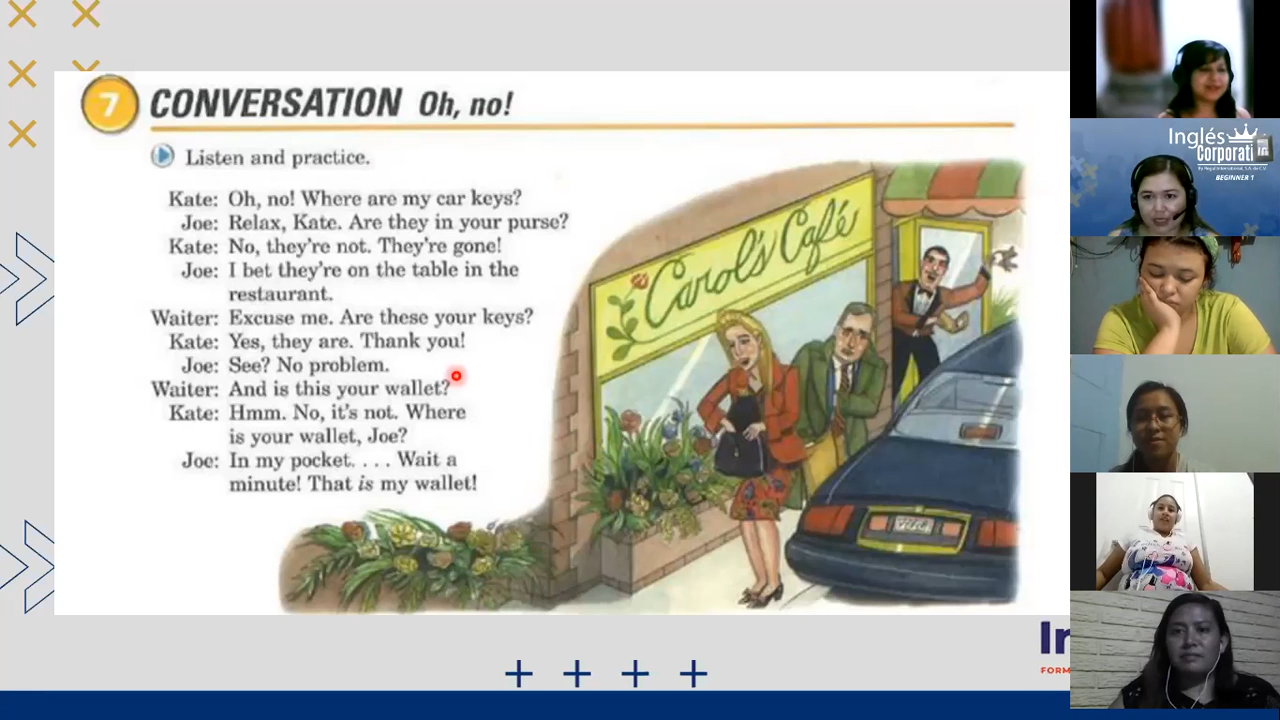 7 CONVERSATION Oh, no!
Listen and practice.
Kate: Oh, no! Where are my car keys?
Joe: Relax, Kate. Are they in your purse?
Kate: No, they're not. They're gone!
Joe: I bet they're on the table in the
restaurant.
Waiter: Excuse me. Are these your keys?
Kate: Yes, they are. Thank you!
Joe: See? No problem.
Waiter: And is this your wallet?
Kate: Hmm. No, it's not. Where
is your wallet, Joe?
Joe: In my pocket. . . . Wait a
minute! That is my wallet!
Carol's Café
Inglés
Corporati
BEGINNER 1
In
FORM